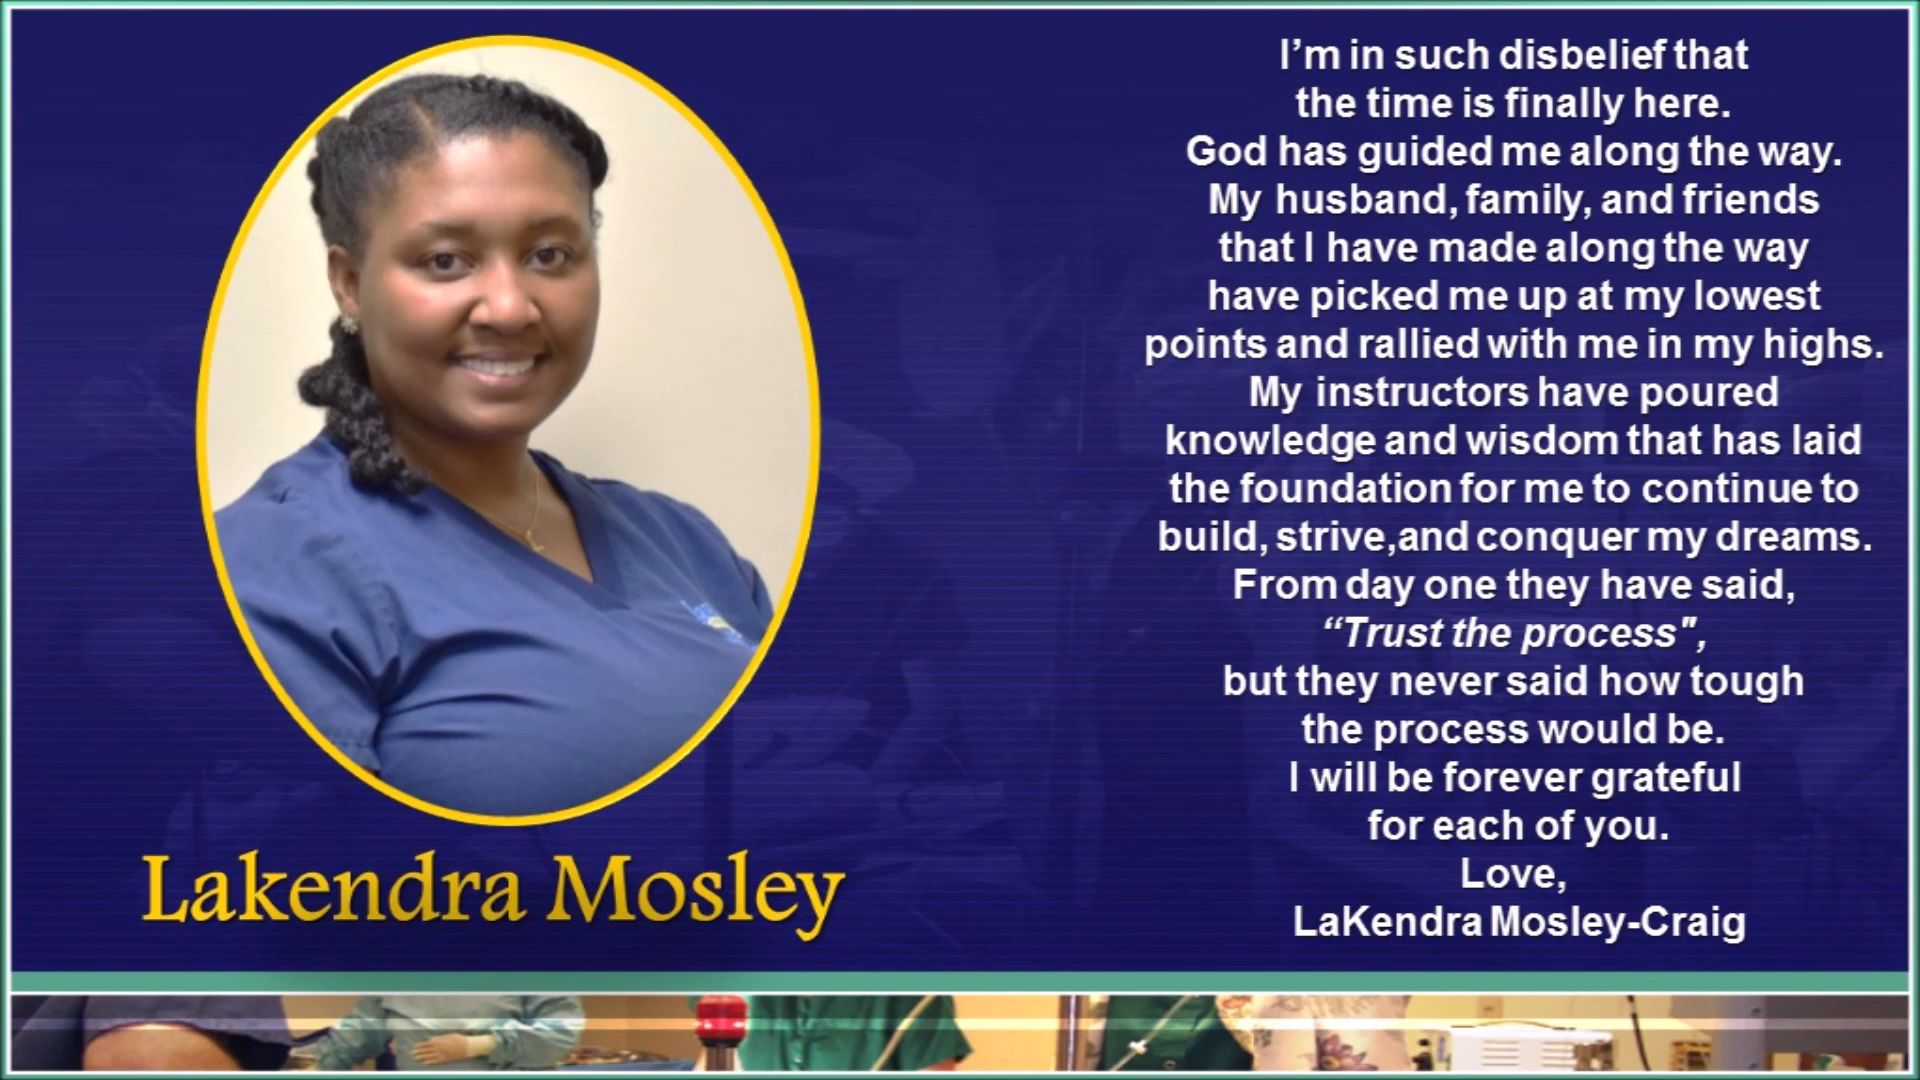 I’m in such disbelief that
the time is finally here.
God has guided me along the way.
My husband, family, and friends
that I have made along the way
have picked me up at my lowest
points and rallied with me in my highs.
My instructors have poured
knowledge and wisdom that has laid
the foundation for me to continue to
build, strive,and conquer my dreams.
From day one they have said,
“Trust the process",
but they never said how tough
the process would be.
I will be forever grateful
for each of you.
Love,
LaKendra Mosley-Craig
Lakendra Mosley